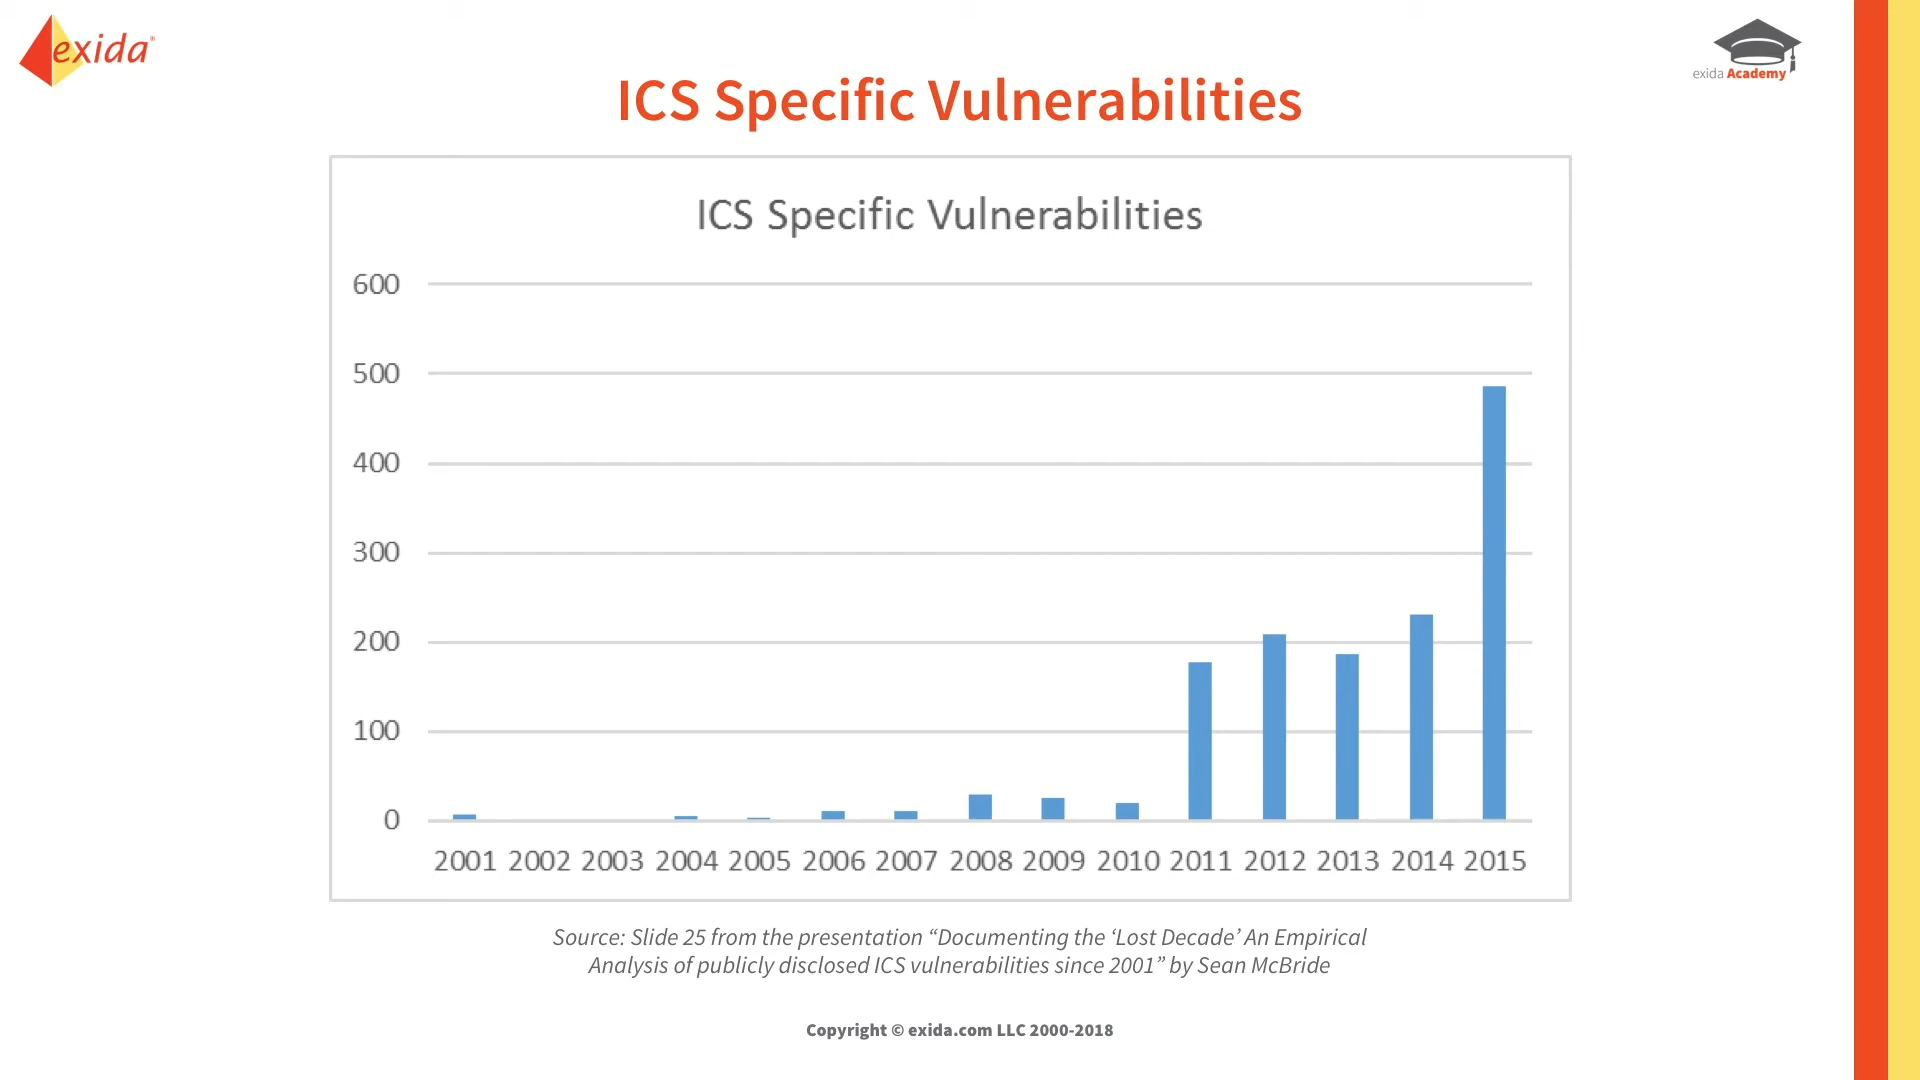 exida®
exida Academy
ICS Specific Vulnerabilities
ICS Specific Vulnerabilities
600
500
400
300
200
100
0
2001 2002 2003 2004 2005 2006 2007 2008 2009 2010 2011 2012 2013 2014 2015
Source: Slide 25 from the presentation “Documenting the ‘Lost Decade’ An Empirical
Analysis of publicly disclosed ICS vulnerabilities since 2001” by Sean McBride
Copyright © exida.com LLC 2000-2018